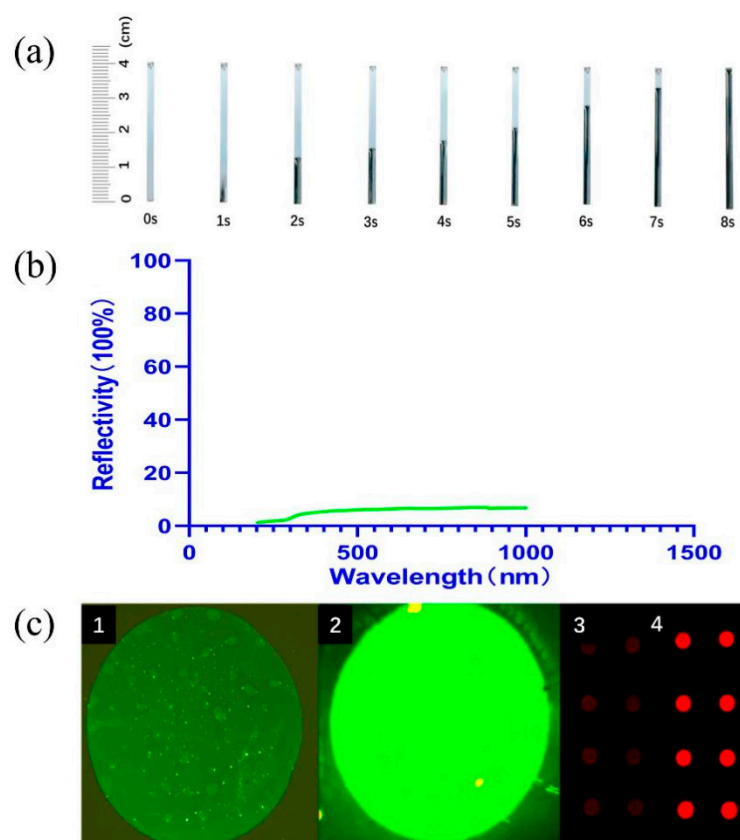 (a)
(cm)
4
3
2
1
0
0s 1s 2s 3s 4s 5s 6s 7s 8s
(b)
Reflectivity(100%)
100
80
60
40
20
0
0 500 1000 1500
Wavelength(nm)
(c)
1 2 3 4